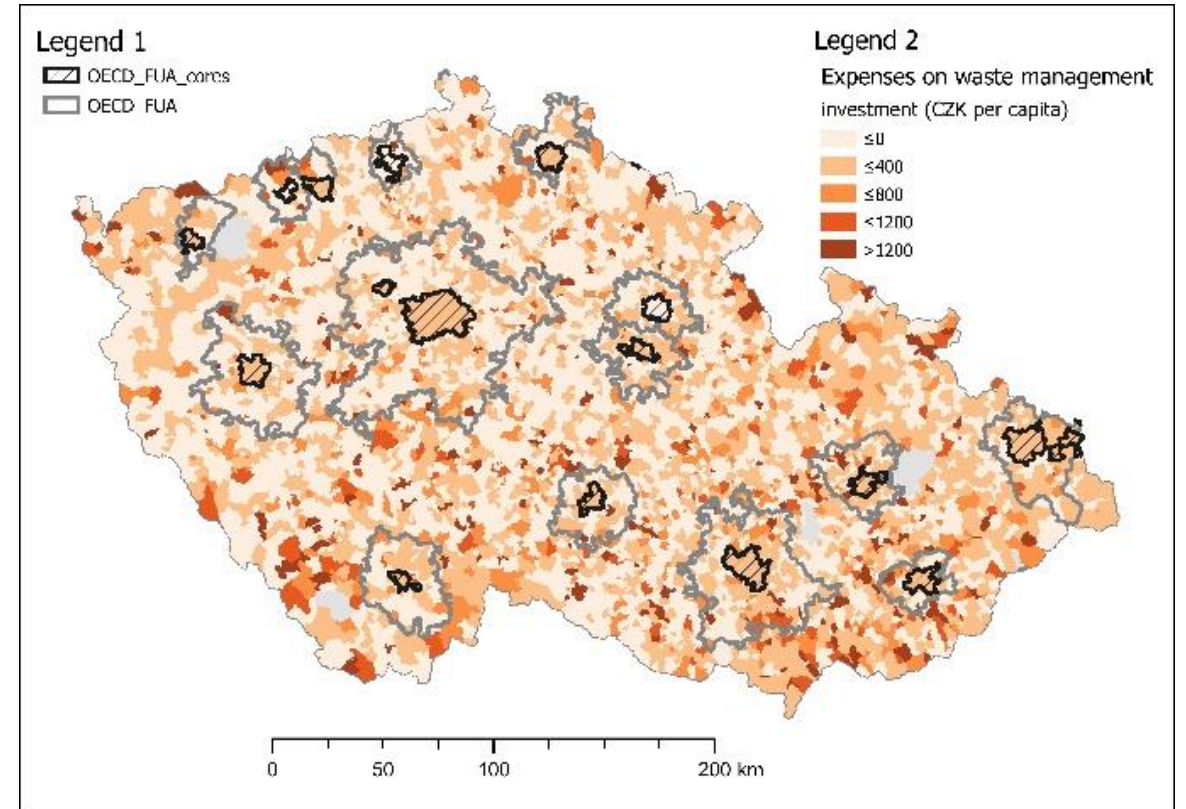 Legend 1
OECD_FUA_cores
OECD_FUA
Legend 2
Expenses on waste management
investment (CZK per capita)
≤0
≤400
≤800
≤1200
>1200
0 50 100 200 km